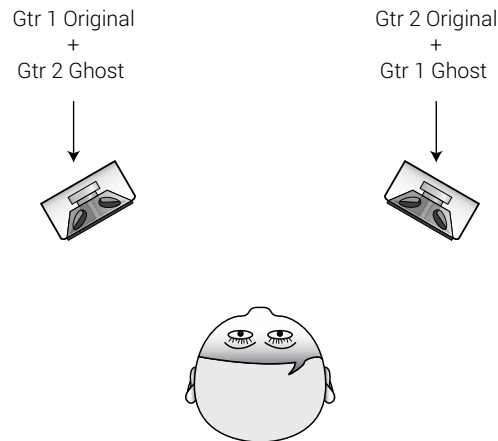 Gtr 1 Original
+
Gtr 2 Ghost
Gtr 2 Original
+
Gtr 1 Ghost